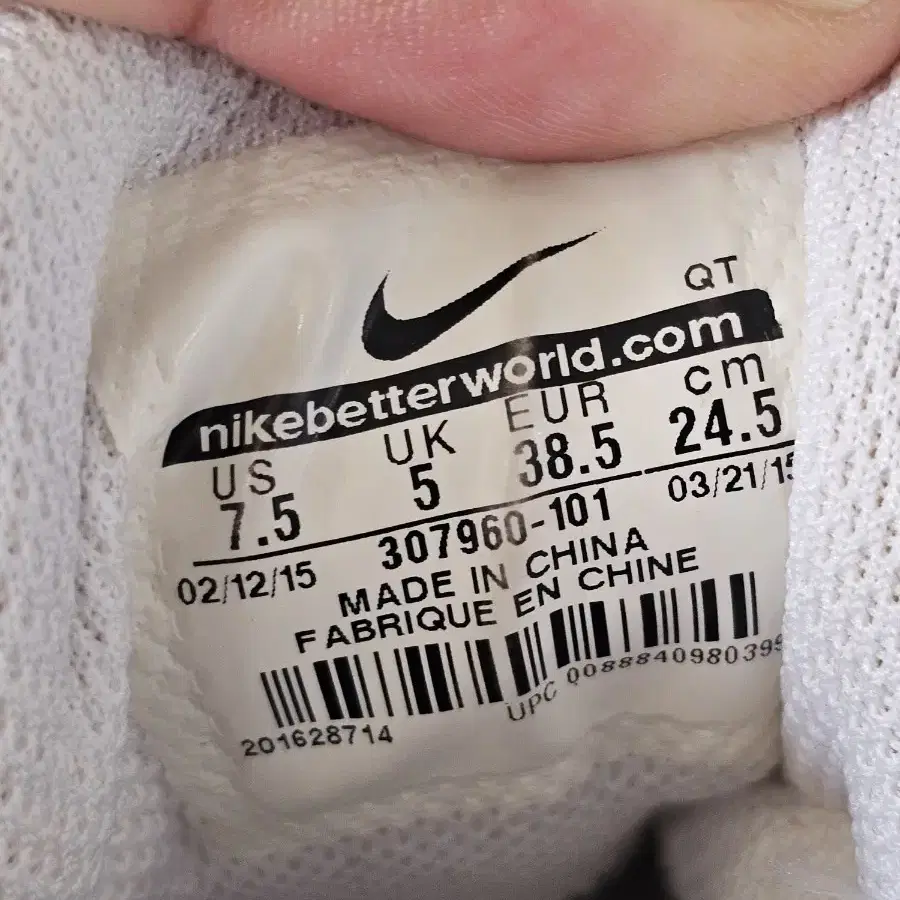 QT
nikebetterworld.com
US UK EUR cm
7.5 5 38.5 24.5
02/12/15 307960-101 03/21/15
MADE IN CHINA
FABRIQUE EN CHINE
201628714 UPC